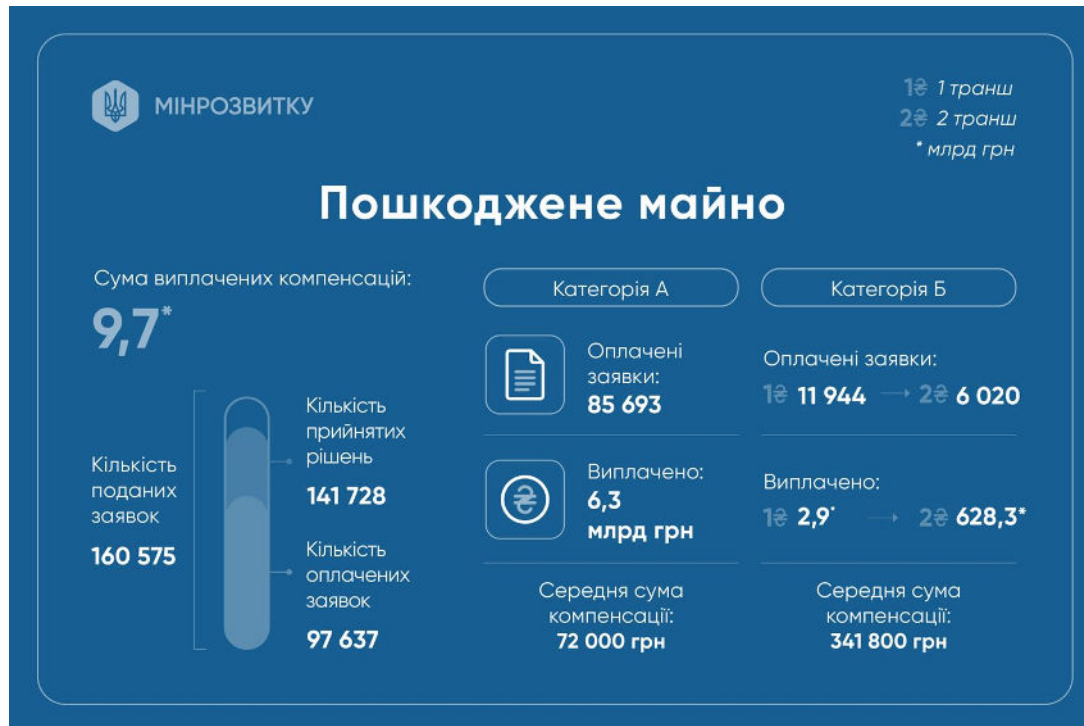 МІНРОЗВИТКУ
1₴ 1 транш
2₴ 2 транш
* млрд грн
Пошкоджене майно
Сума виплачених компенсацій:
9,7*
Кількість
поданих
заявок
160 575
Кількість
прийнятих
рішень
141 728
Кількість
оплачених
заявок
97 637
Категорія А
Оплачені
заявки:
85 693
Виплачено:
6,3
млрд грн
Середня сума
компенсації:
72 000 грн
Категорія Б
Оплачені заявки:
1₴ 11 944 → 2₴ 6 020
Виплачено:
1₴ 2,9* → 2₴ 628,3*
Середня сума
компенсації:
341 800 грн